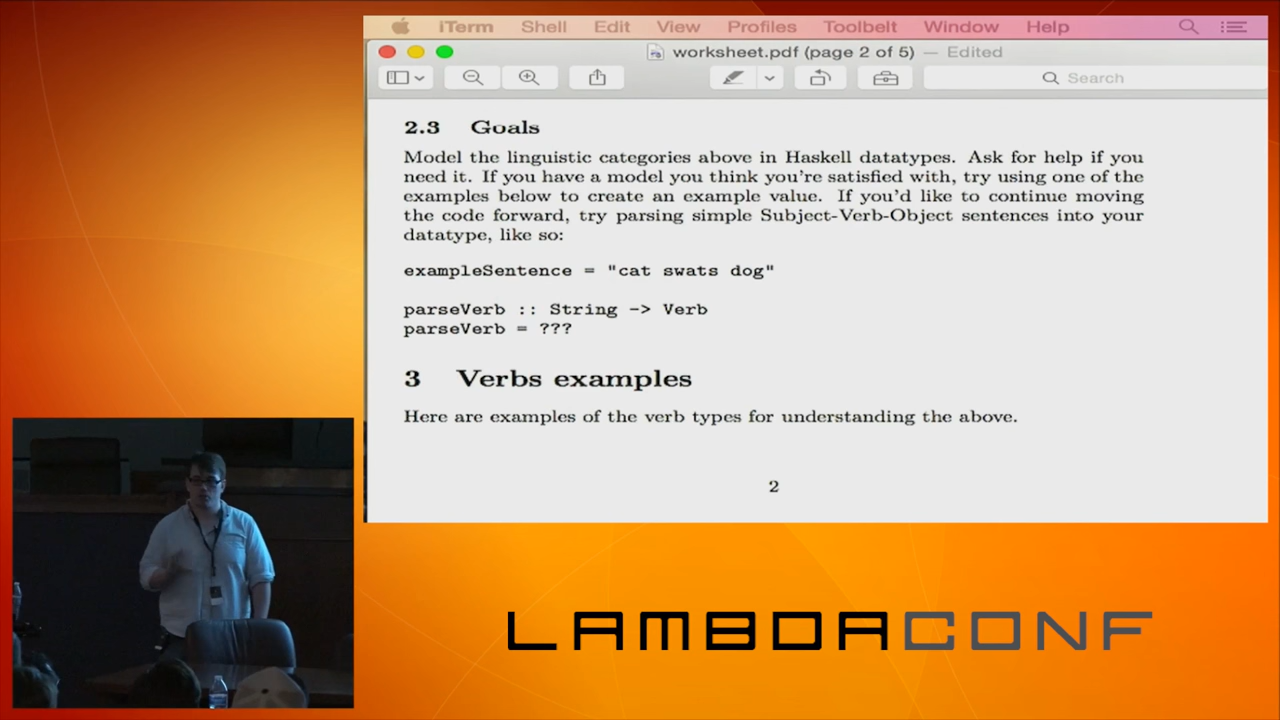 iTerm Shell Edit View Profiles Toolbelt Window Help
worksheet.pdf (page 2 of 5) — Edited
Search
2.3 Goals
Model the linguistic categories above in Haskell datatypes. Ask for help if you
need it. If you have a model you think you're satisfied with, try using one of the
examples below to create an example value. If you'd like to continue moving
the code forward, try parsing simple Subject-Verb-Object sentences into your
datatype, like so:
exampleSentence = "cat swats dog"
parseVerb :: String -> Verb
parseVerb = ???
3 Verbs examples
Here are examples of the verb types for understanding the above.
2
LAMBDACONF